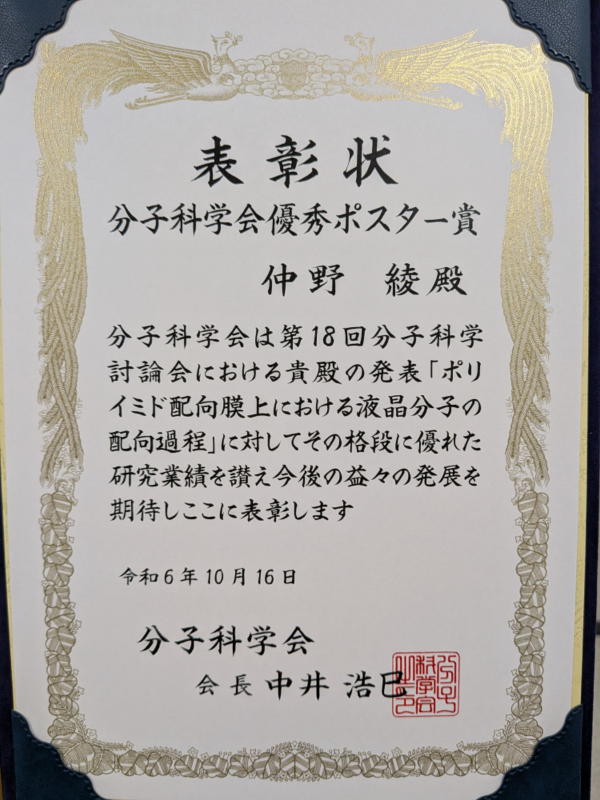 表彰状
分子科学会優秀ポスター賞
仲野 綾殿
分子科学会は第18回分子科学
討論会における貴殿の発表「ポリ
イミド配向膜上における液晶分子の
配向過程」に対してその格段に優れた
研究業績を讃え今後の益々の発展を
期待しここに表彰します
令和6年10月16日
分子科学会
会長 中井 浩巳